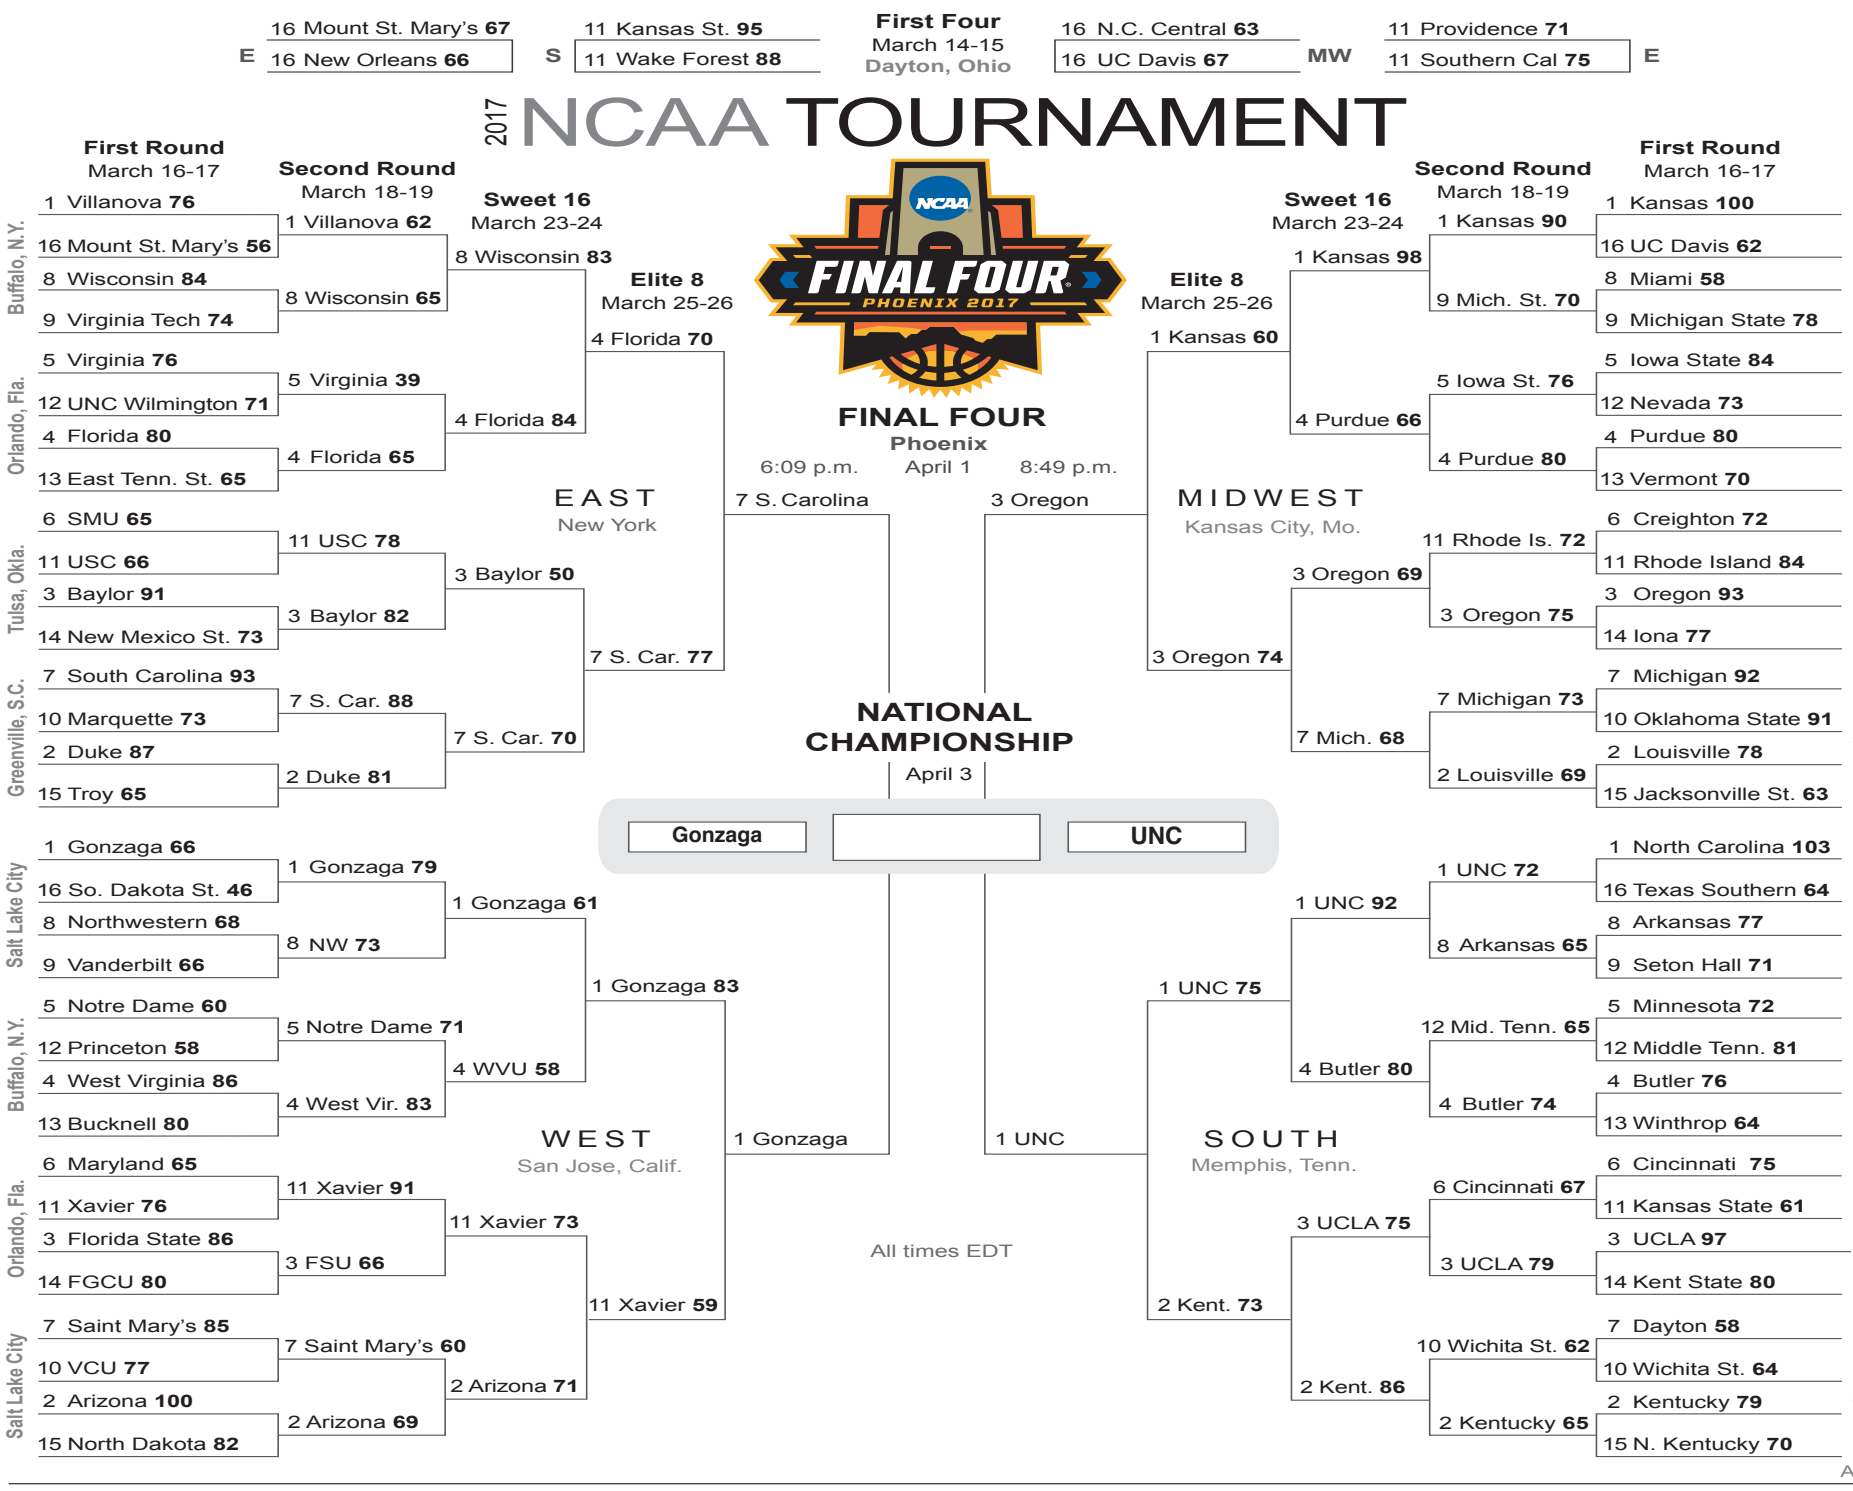 16 Mount St. Mary's 67
E 16 New Orleans 66
11 Kansas St. 95
S 11 Wake Forest 88
First Four
March 14-15
Dayton, Ohio
16 N.C. Central 63
16 UC Davis 67 MW
11 Providence 71
11 Southern Cal 75 E
2017 NCAA TOURNAMENT
First Round
March 16-17
Second Round
March 18-19
Sweet 16
March 23-24
Elite 8
March 25-26
NCAA
FINAL FOUR
PHOENIX 2017
Elite 8
March 25-26
Sweet 16
March 23-24
Second Round
March 18-19
First Round
March 16-17
Buffalo, N.Y.
1 Villanova 76
16 Mount St. Mary's 56
8 Wisconsin 84
9 Virginia Tech 74
Orlando, Fla.
5 Virginia 76
12 UNC Wilmington 71
4 Florida 80
13 East Tenn. St. 65
Tulsa, Okla.
6 SMU 65
11 USC 66
3 Baylor 91
14 New Mexico St. 73
Greenville, S.C.
7 South Carolina 93
10 Marquette 73
2 Duke 87
15 Troy 65
1 Villanova 62
8 Wisconsin 65
5 Virginia 39
4 Florida 65
11 USC 78
3 Baylor 82
7 S. Car. 88
2 Duke 81
8 Wisconsin 83
4 Florida 84
3 Baylor 50
7 S. Car. 70
4 Florida 70
7 S. Car. 77
EAST
New York
7 S. Carolina
FINAL FOUR
Phoenix
6:09 p.m. April 1 8:49 p.m.
3 Oregon
MIDWEST
Kansas City, Mo.
1 Kansas 60
3 Oregon 74
1 Kansas 98
4 Purdue 66
3 Oregon 69
7 Mich. 68
1 Kansas 90
9 Mich. St. 70
5 Iowa St. 76
4 Purdue 80
11 Rhode Is. 72
3 Oregon 75
7 Michigan 73
2 Louisville 69
1 Kansas 100
16 UC Davis 62
8 Miami 58
9 Michigan State 78
5 Iowa State 84
12 Nevada 73
4 Purdue 80
13 Vermont 70
6 Creighton 72
11 Rhode Island 84
3 Oregon 93
14 Iona 77
7 Michigan 92
10 Oklahoma State 91
2 Louisville 78
15 Jacksonville St. 63
NATIONAL
CHAMPIONSHIP
April 3
Gonzaga
UNC
Salt Lake City
1 Gonzaga 66
16 So. Dakota St. 46
8 Northwestern 68
9 Vanderbilt 66
Buffalo, N.Y.
5 Notre Dame 60
12 Princeton 58
4 West Virginia 86
13 Bucknell 80
Orlando, Fla.
6 Maryland 65
11 Xavier 76
3 Florida State 86
14 FGCU 80
Salt Lake City
7 Saint Mary's 85
10 VCU 77
2 Arizona 100
15 North Dakota 82
1 Gonzaga 79
8 NW 73
5 Notre Dame 71
4 West Vir. 83
11 Xavier 91
3 FSU 66
7 Saint Mary's 60
2 Arizona 69
1 Gonzaga 61
4 WVU 58
11 Xavier 73
2 Arizona 71
1 Gonzaga 83
11 Xavier 59
WEST
San Jose, Calif.
1 Gonzaga
All times EDT
1 UNC
SOUTH
Memphis, Tenn.
1 UNC 75
2 Kent. 73
1 UNC 92
4 Butler 80
3 UCLA 75
2 Kent. 86
1 UNC 72
8 Arkansas 65
12 Mid. Tenn. 65
4 Butler 74
6 Cincinnati 67
3 UCLA 79
10 Wichita St. 62
2 Kentucky 65
1 North Carolina 103
16 Texas Southern 64
8 Arkansas 77
9 Seton Hall 71
5 Minnesota 72
12 Middle Tenn. 81
4 Butler 76
13 Winthrop 64
6 Cincinnati 75
11 Kansas State 61
3 UCLA 97
14 Kent State 80
7 Dayton 58
10 Wichita St. 64
2 Kentucky 79
15 N. Kentucky 70
A